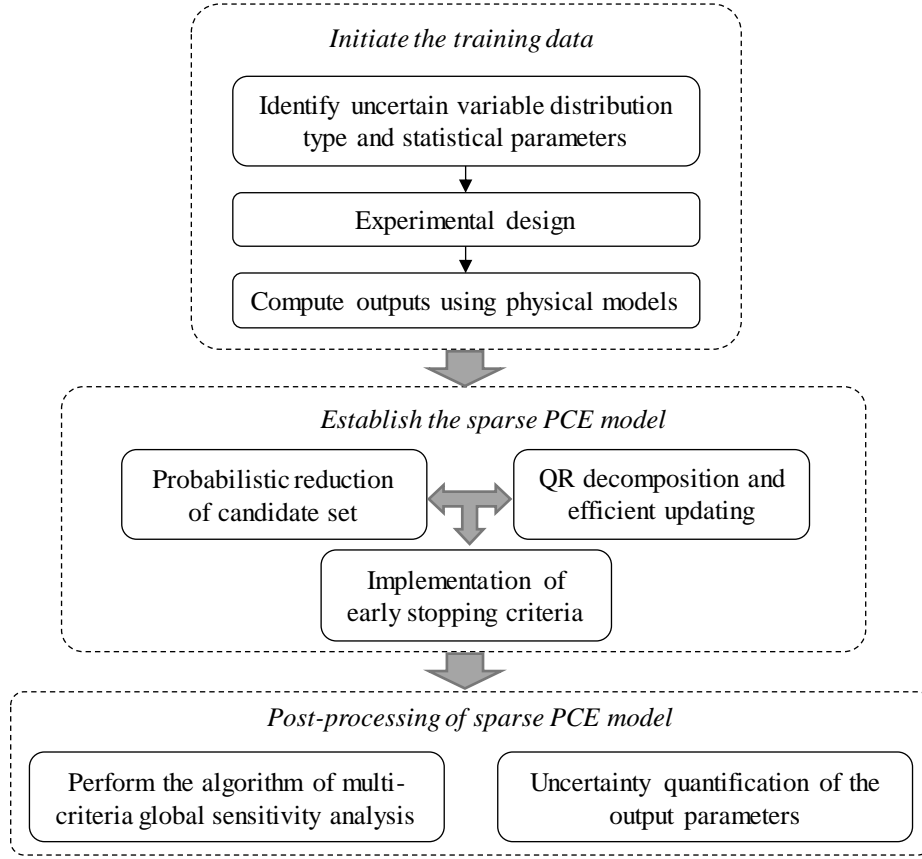 Initiate the training data
Identify uncertain variable distribution
type and statistical parameters
Experimental design
Compute outputs using physical models
Establish the sparse PCE model
Probabilistic reduction
of candidate set
QR decomposition and
efficient updating
Implementation of
early stopping criteria
Post-processing of sparse PCE model
Perform the algorithm of multi-
criteria global sensitivity analysis
Uncertainty quantification of the
output parameters